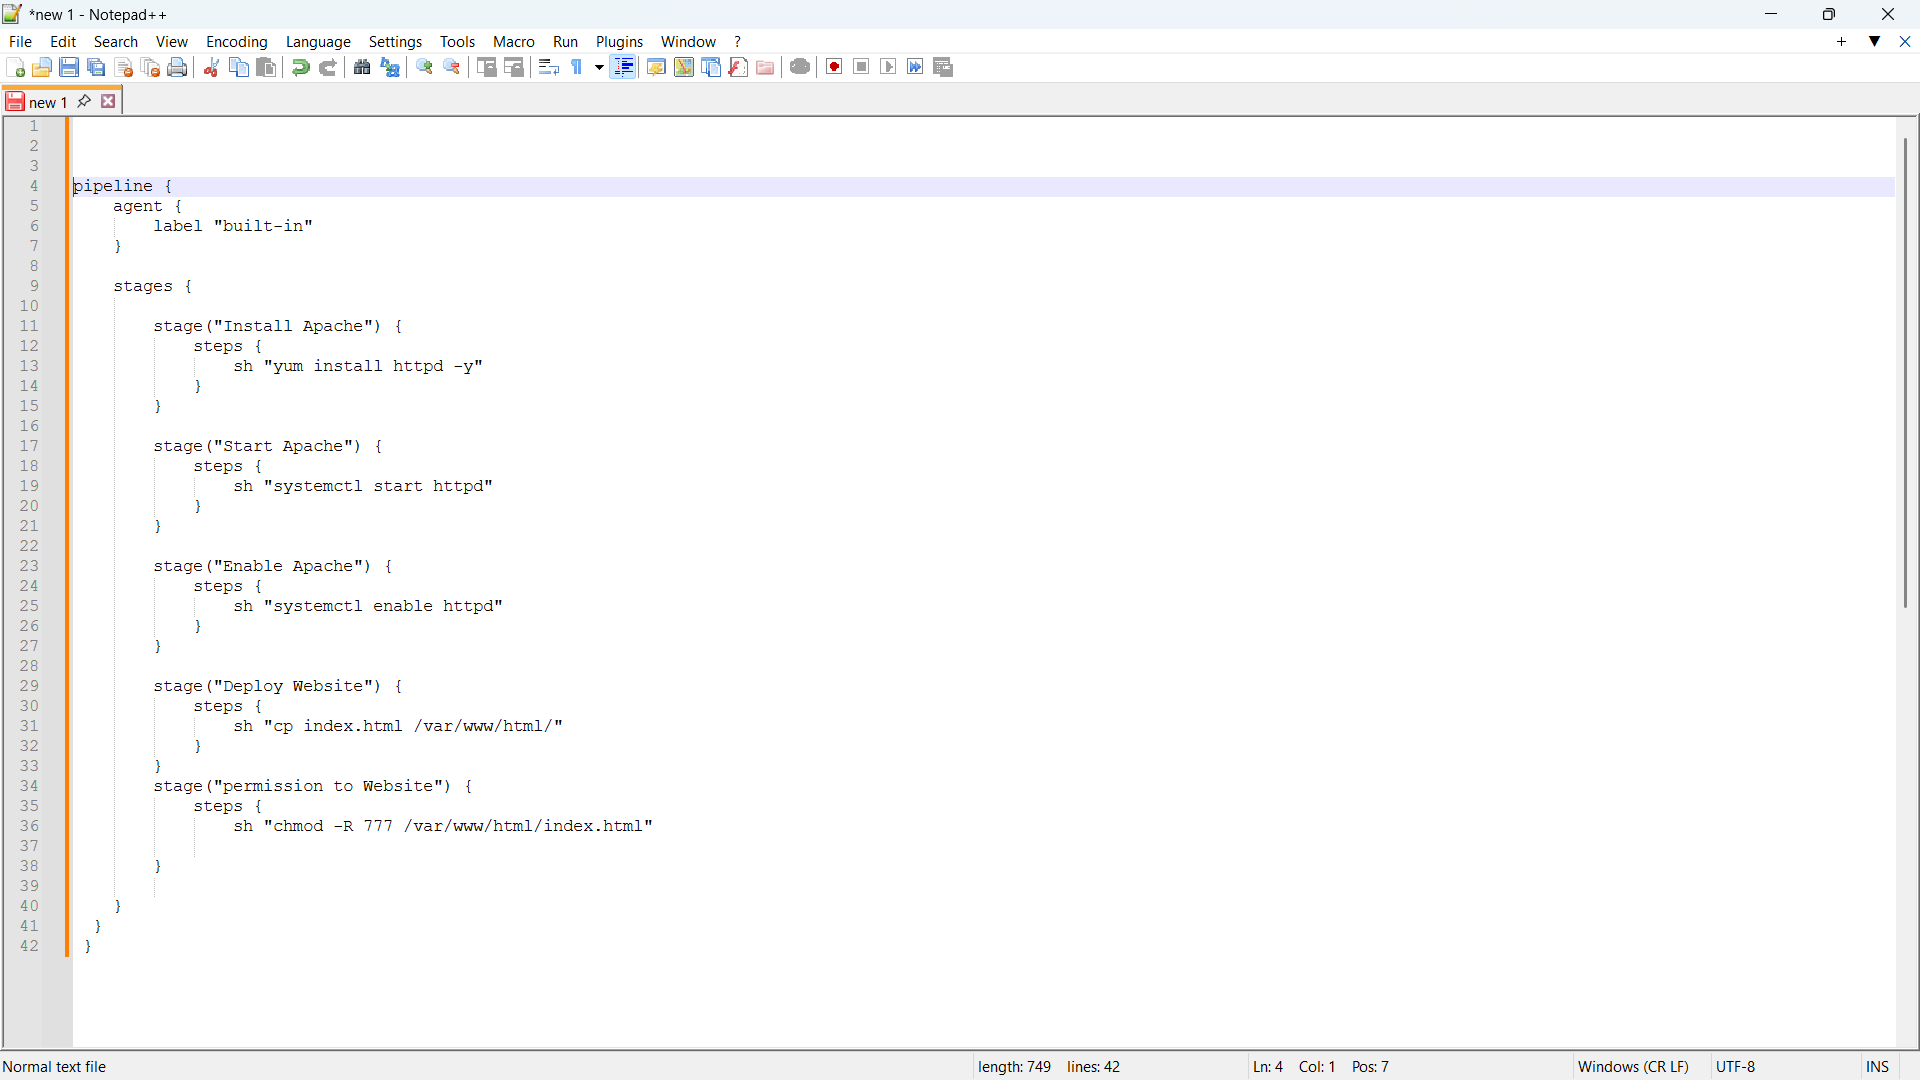 *new 1 - Notepad++
File Edit Search View Encoding Language Settings Tools Macro Run Plugins Window ?
new 1
1
2
3
4 pipeline {
5 agent {
6 label "built-in"
7 }
8
9 stages {
10
11 stage("Install Apache") {
12 steps {
13 sh "yum install httpd -y"
14 }
15 }
16
17 stage("Start Apache") {
18 steps {
19 sh "systemctl start httpd"
20 }
21 }
22
23 stage("Enable Apache") {
24 steps {
25 sh "systemctl enable httpd"
26 }
27 }
28
29 stage("Deploy Website") {
30 steps {
31 sh "cp index.html /var/www/html/"
32 }
33 }
34 stage("permission to Website") {
35 steps {
36 sh "chmod -R 777 /var/www/html/index.html"
37
38 }
39
40 }
41 }
42 }
Normal text file length: 749 lines: 42 Ln: 4 Col: 1 Pos: 7 Windows (CR LF) UTF-8 INS